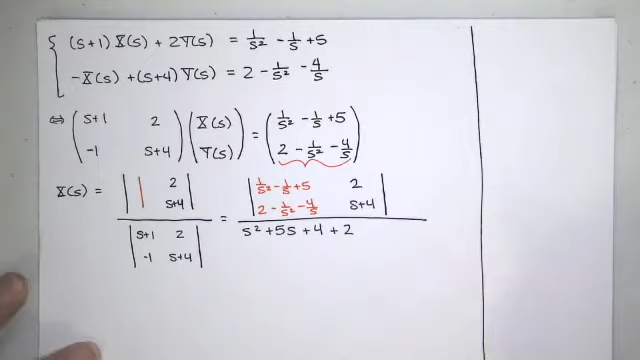 (s+1) X(s) + 2Y(s) = 1/s² - 1/s + 5
-X(s) + (s+4) Y(s) = 2 - 1/s² - 4/s
⇔ ( s+1 2 ) ( X(s) ) = ( 1/s² - 1/s + 5 )
( -1 s+4 ) ( Y(s) ) ( 2 - 1/s² - 4/s )
X(s) = | | 2 | = | 1/s² - 1/s + 5 2 |
| s+4 | | 2 - 1/s² - 4/s s+4 |
| s+1 2 | s² + 5s + 4 + 2
| -1 s+4 |